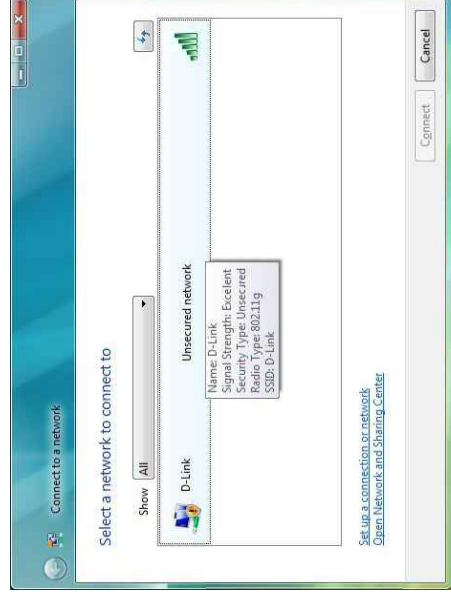 Connect to a network
Select a network to connect to
Show All
D-Link Unsecured network
Name: D-Link
Signal Strength: Excelent
Security Type: Unsecured
Radio Type: 802.11g
SSID: D-Link
Set up a connection or network
Open Network and Sharing Center
Connect Cancel